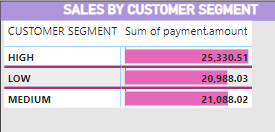 SALES BY CUSTOMER SEGMENT
CUSTOMER SEGMENT Sum of payment.amount
HIGH 25,330.51
LOW 20,988.03
MEDIUM 21,088.02